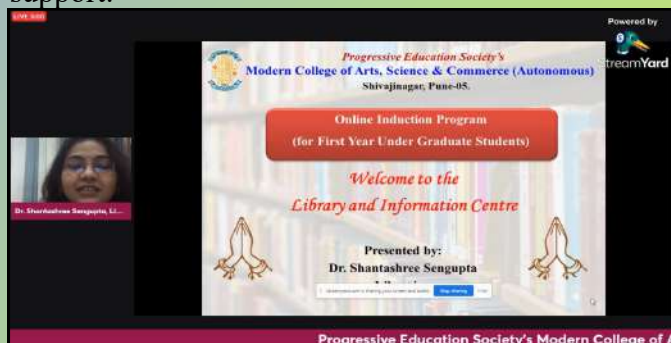 support.
LIVE
Powered by
StreamYard
Progressive Education Society's
Modern College of Arts, Science & Commerce (Autonomous)
Shivajinagar, Pune-05.
Online Induction Program
(for First Year Under Graduate Students)
Welcome to the
Library and Information Centre
Dr. Shantashree Sengupta, Li...
Presented by:
Dr. Shantashree Sengupta
Stop sharing
Hide
Progressive Education Society's Modern College of A